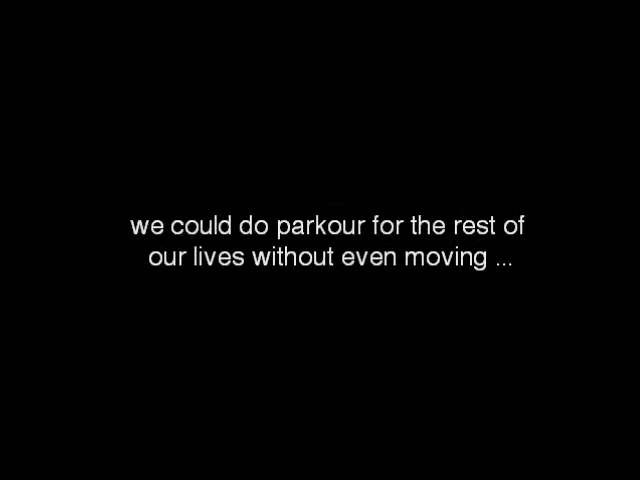 we could do parkour for the rest of
our lives without even moving ...